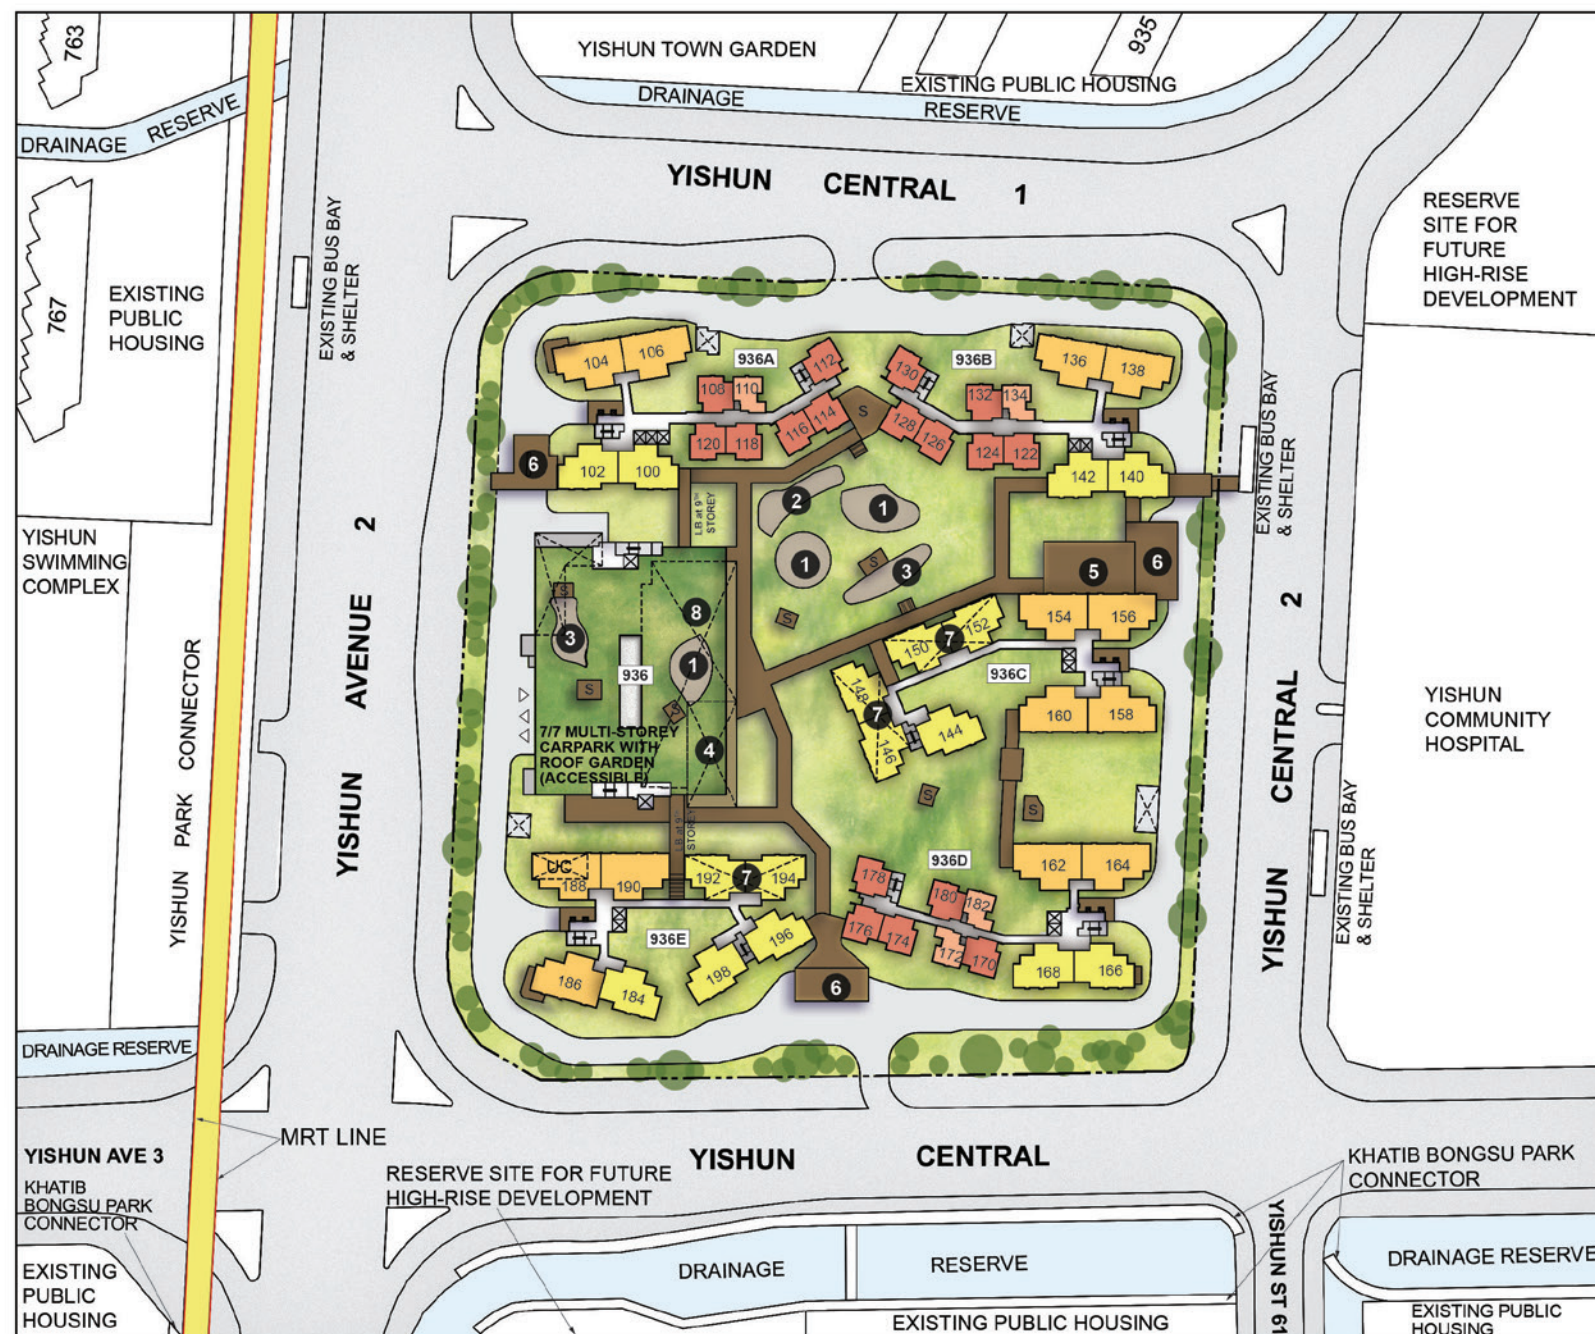 763
YISHUN TOWN GARDEN
935
EXISTING PUBLIC HOUSING
DRAINAGE RESERVE
DRAINAGE
RESERVE
YISHUN CENTRAL 1
RESERVE
SITE FOR
FUTURE
HIGH-RISE
DEVELOPMENT
EXISTING BUS BAY
& SHELTER
767
EXISTING
PUBLIC
HOUSING
104
106
936A
112
108
110
114
116
118
120
102
100
6
S
936B
130
132
134
136
138
128
126
124
122
142
140
EXISTING BUS BAY
& SHELTER
LB at 9TH
STOREY
2
1
1
3
S
S
5
6
YISHUN
SWIMMING
COMPLEX
YISHUN AVENUE 2
YISHUN CENTRAL 2
YISHUN PARK CONNECTOR
S
3
8
1
936
S
S
4
7/7 MULTI-STOREY
CARPARK WITH
ROOF GARDEN
(ACCESSIBLE)
154
156
152
150
7
936C
148
7
146
144
160
158
S
S
YISHUN
COMMUNITY
HOSPITAL
EXISTING BUS BAY
& SHELTER
LB at 9TH
STOREY
UC
188
190
192
7
194
936E
196
198
186
184
6
936D
178
180
182
176
174
172
170
162
164
168
166
DRAINAGE RESERVE
MRT LINE
YISHUN AVE 3
KHATIB
BONGSU PARK
CONNECTOR
RESERVE SITE FOR FUTURE
HIGH-RISE DEVELOPMENT
YISHUN CENTRAL
KHATIB BONGSU PARK
CONNECTOR
YISHUN ST 61
DRAINAGE
RESERVE
DRAINAGE RESERVE
EXISTING
PUBLIC
HOUSING
EXISTING PUBLIC HOUSING
EXISTING PUBLIC
HOUSING